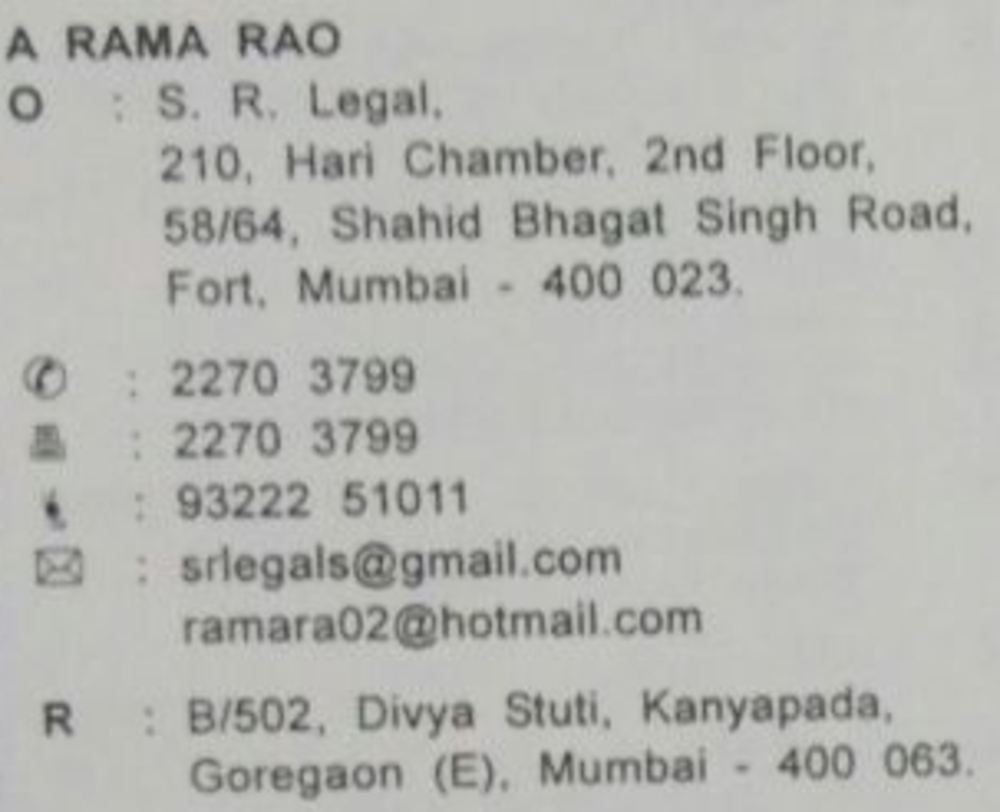 A RAMA RAO
O : S. R. Legal,
210, Hari Chamber, 2nd Floor,
58/64, Shahid Bhagat Singh Road,
Fort, Mumbai - 400 023.
✆ : 2270 3799
: 2270 3799
: 93222 51011
✉ : srlegals@gmail.com
ramara02@hotmail.com
R : B/502, Divya Stuti, Kanyapada,
Goregaon (E), Mumbai - 400 063.